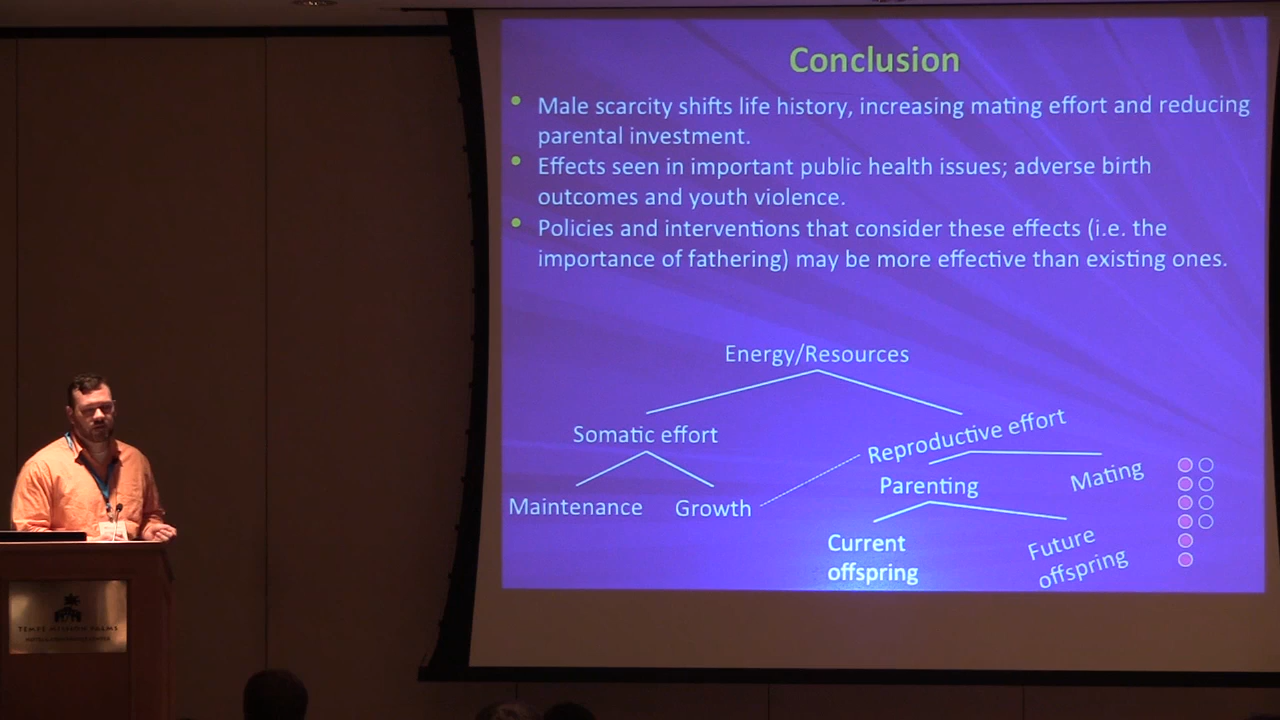 Conclusion
• Male scarcity shifts life history, increasing mating effort and reducing
parental investment.
• Effects seen in important public health issues; adverse birth
outcomes and youth violence.
• Policies and interventions that consider these effects (i.e. the
importance of fathering) may be more effective than existing ones.
Energy/Resources
Somatic effort
Reproductive effort
Maintenance
Growth
Parenting
Mating
Current
offspring
Future
offspring
TEMPE MISSION PALMS